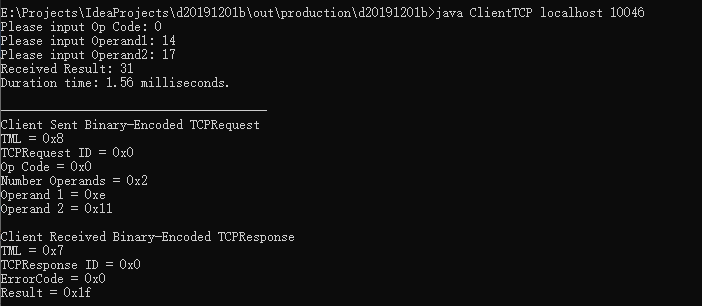 E:\Projects\IdeaProjects\d20191201b\out\production\d20191201b>java ClientTCP localhost 10046
Please input Op Code: 0
Please input Operand1: 14
Please input Operand2: 17
Received Result: 31
Duration time: 1.56 milliseconds.
______________________________________
Client Sent Binary-Encoded TCPRequest
TML = 0x8
TCPRequest ID = 0x0
Op Code = 0x0
Number Operands = 0x2
Operand 1 = 0xe
Operand 2 = 0x11
Client Received Binary-Encoded TCPResponse
TML = 0x7
TCPResponse ID = 0x0
ErrorCode = 0x0
Result = 0x1f